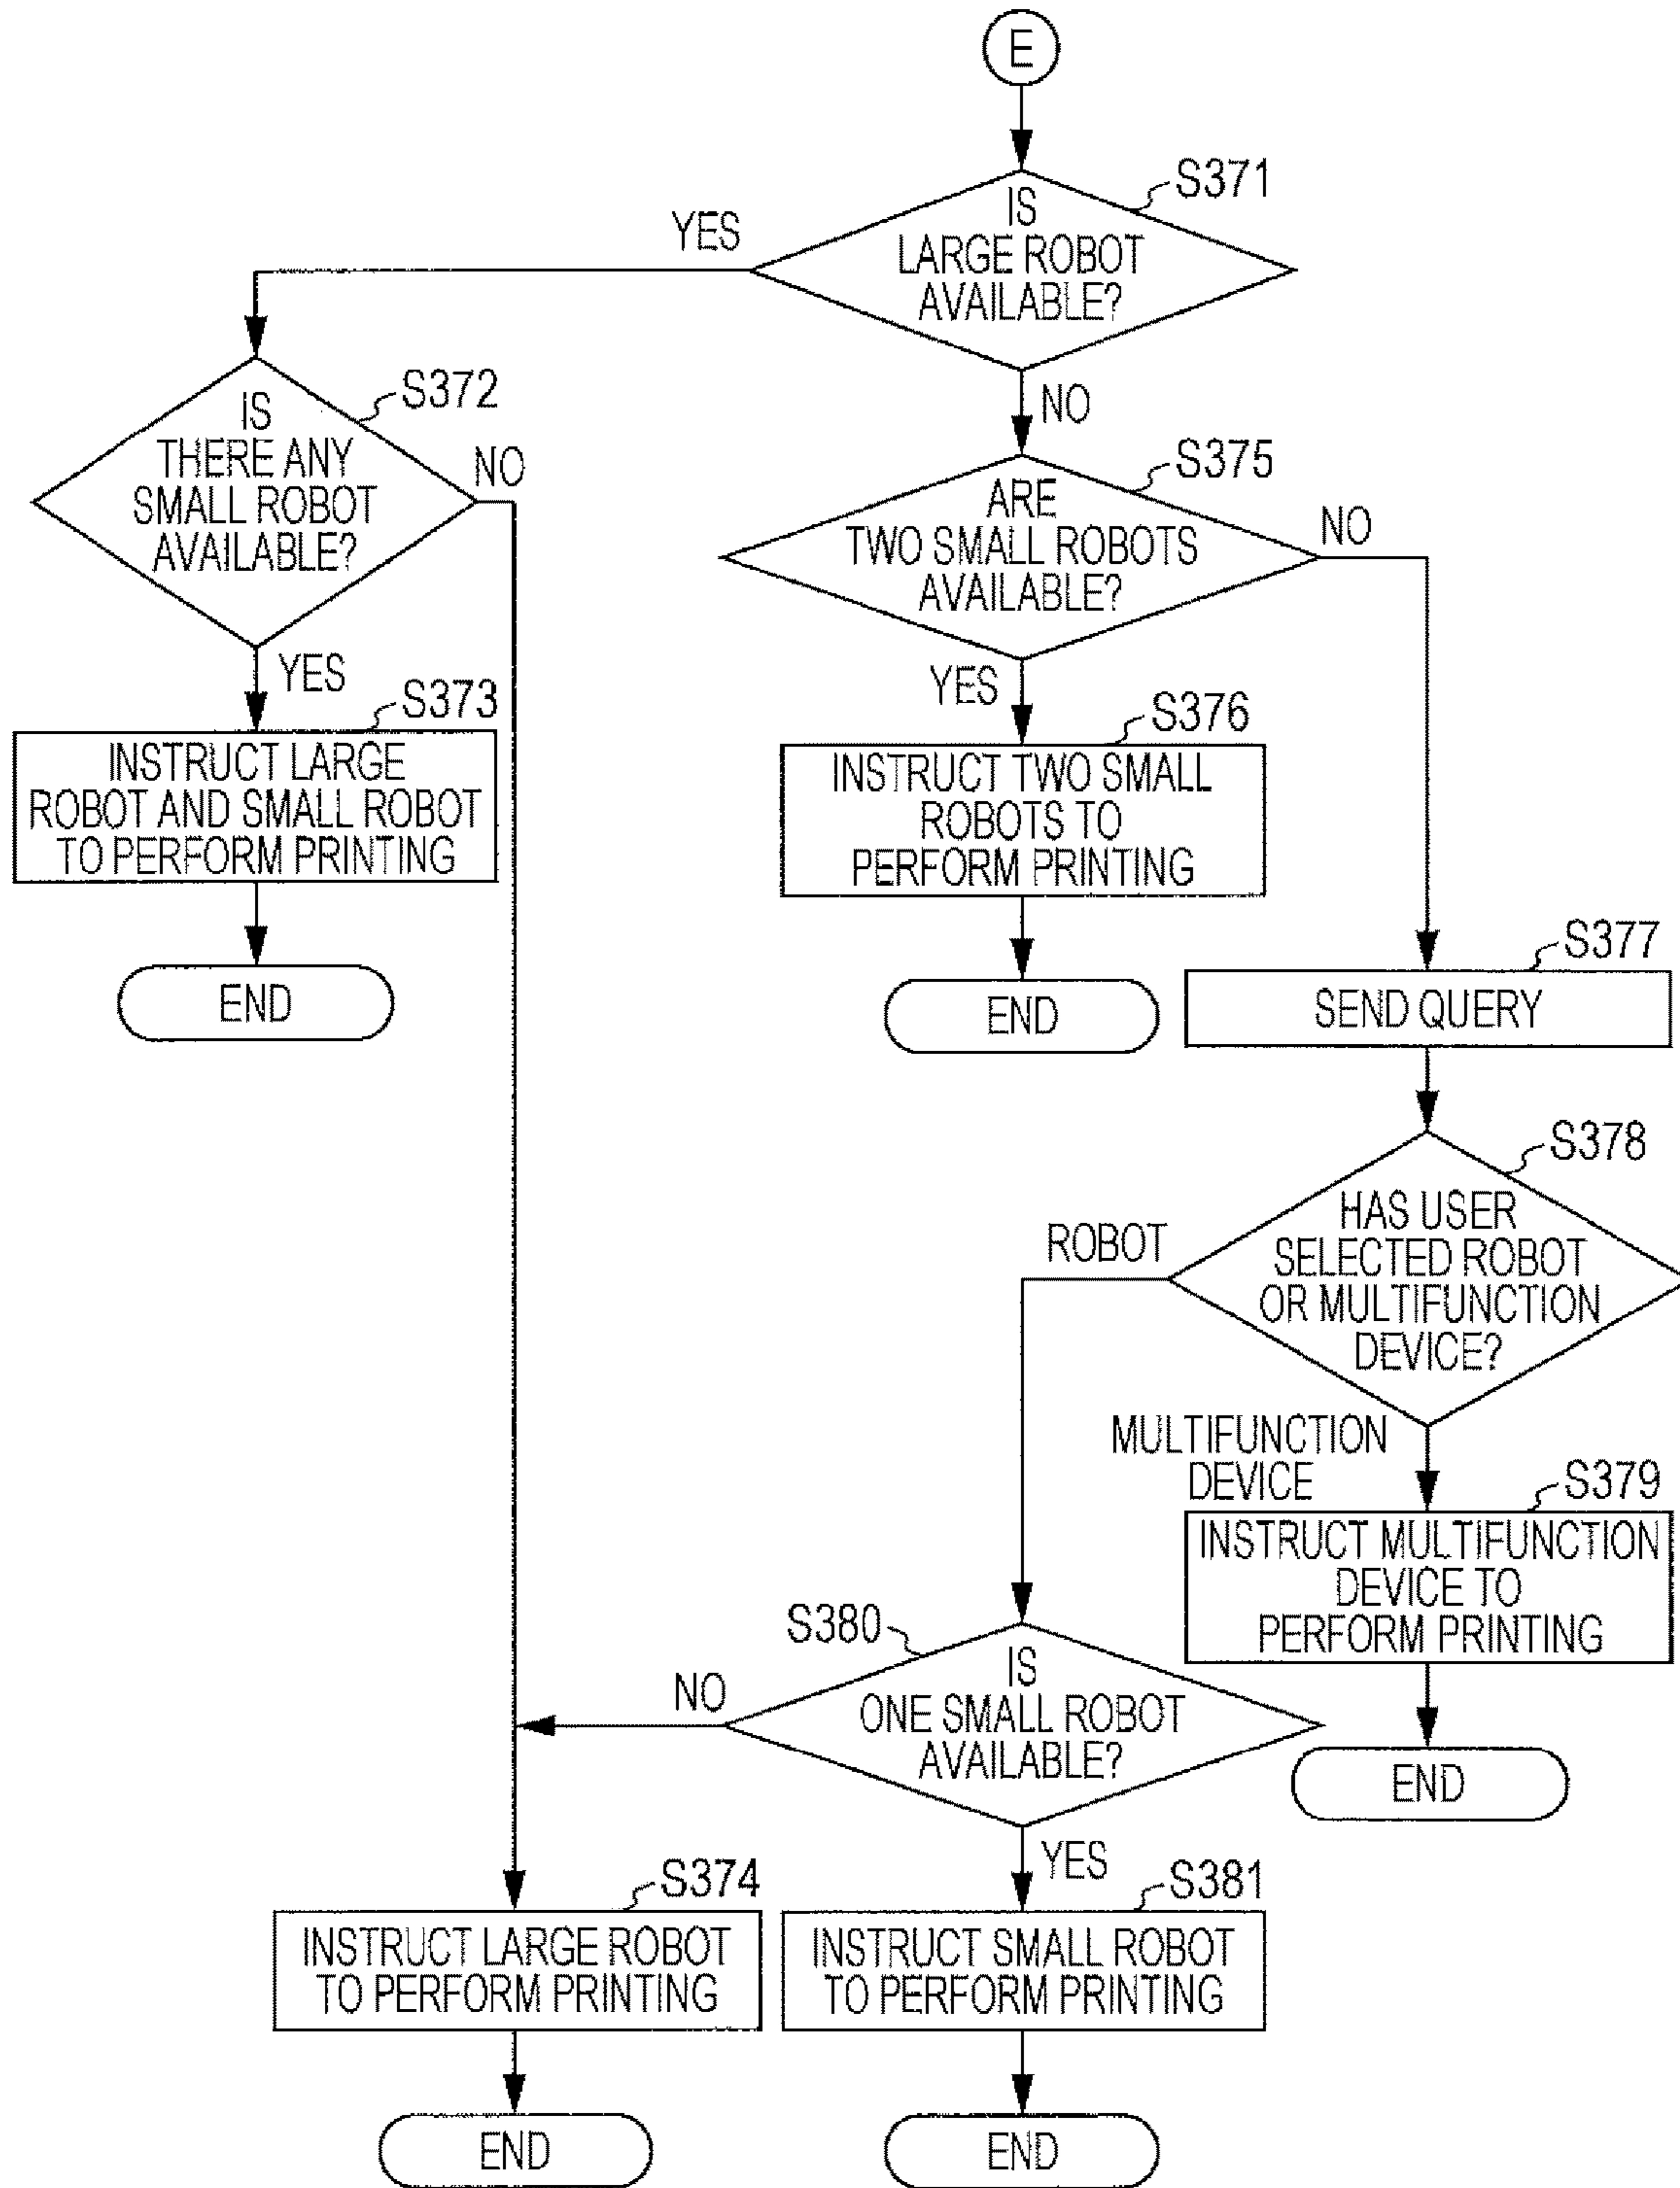 E
S371
IS
LARGE ROBOT
AVAILABLE?
YES
NO
S372
IS
THERE ANY
SMALL ROBOT
AVAILABLE?
NO
YES
S373
INSTRUCT LARGE
ROBOT AND SMALL ROBOT
TO PERFORM PRINTING
END
S375
ARE
TWO SMALL ROBOTS
AVAILABLE?
NO
YES
S376
INSTRUCT TWO SMALL
ROBOTS TO
PERFORM PRINTING
END
S377
SEND QUERY
S378
HAS USER
SELECTED ROBOT
OR MULTIFUNCTION
DEVICE?
ROBOT
MULTIFUNCTION
DEVICE
S379
INSTRUCT MULTIFUNCTION
DEVICE TO
PERFORM PRINTING
END
S380
IS
ONE SMALL ROBOT
AVAILABLE?
NO
YES
S374
INSTRUCT LARGE ROBOT
TO PERFORM PRINTING
END
S381
INSTRUCT SMALL ROBOT
TO PERFORM PRINTING
END